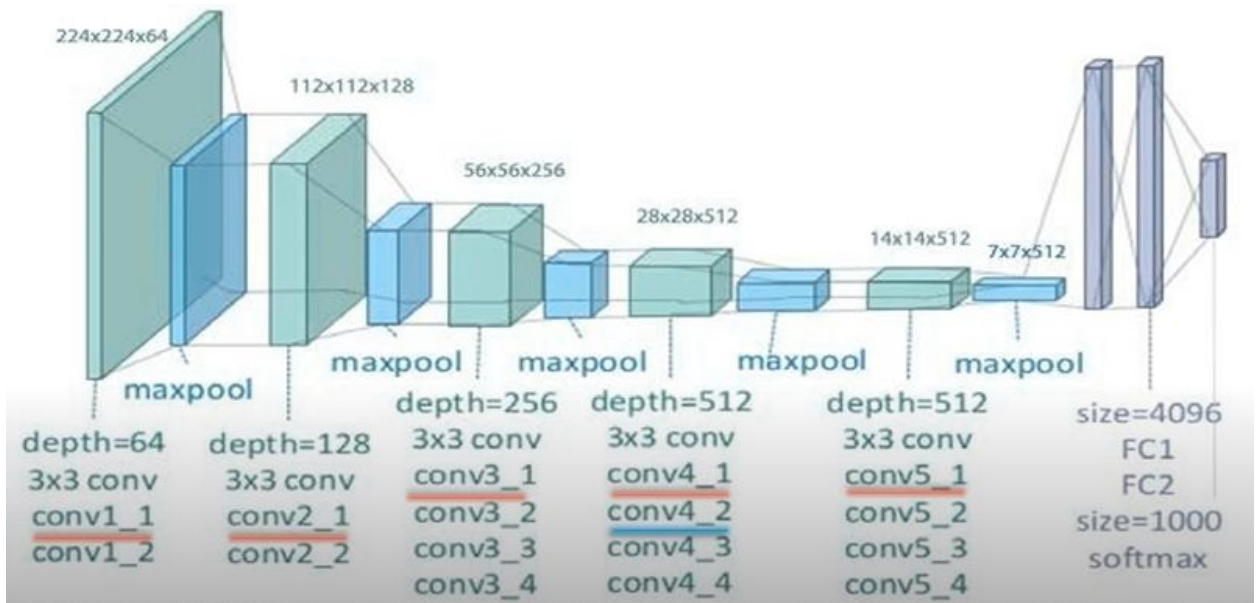 224x224x64
112x112x128
56x56x256
28x28x512
14x14x512
7x7x512
maxpool
maxpool
maxpool
maxpool
maxpool
depth=64
3x3 conv
conv1_1
conv1_2
depth=128
3x3 conv
conv2_1
conv2_2
depth=256
3x3 conv
conv3_1
conv3_2
conv3_3
conv3_4
depth=512
3x3 conv
conv4_1
conv4_2
conv4_3
conv4_4
depth=512
3x3 conv
conv5_1
conv5_2
conv5_3
conv5_4
size=4096
FC1
FC2
size=1000
softmax